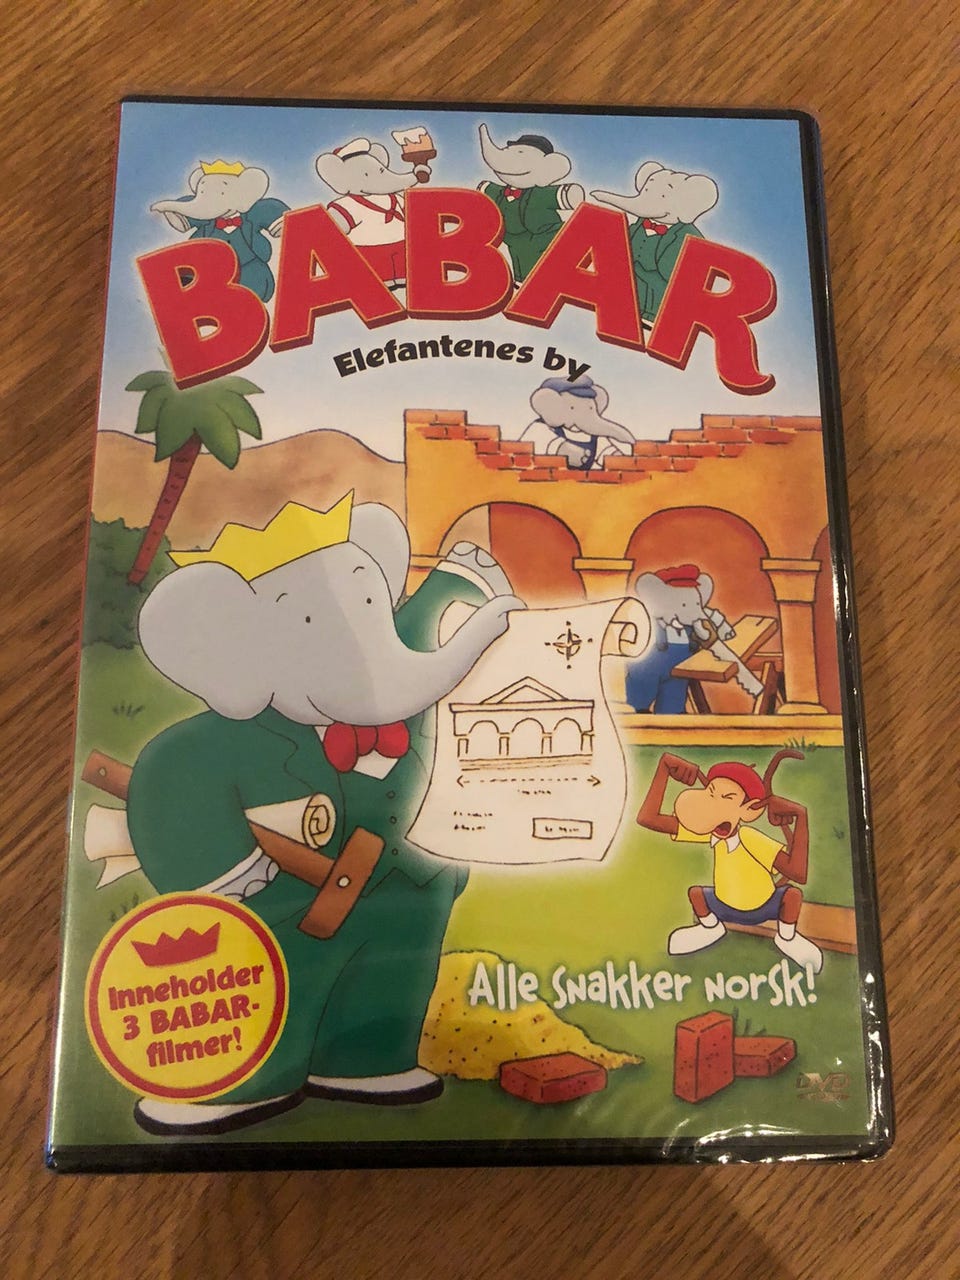 BABAR
Elefantenes by
Inneholder
3 BABAR-
filmer!
Alle snakker norsk!
DVD